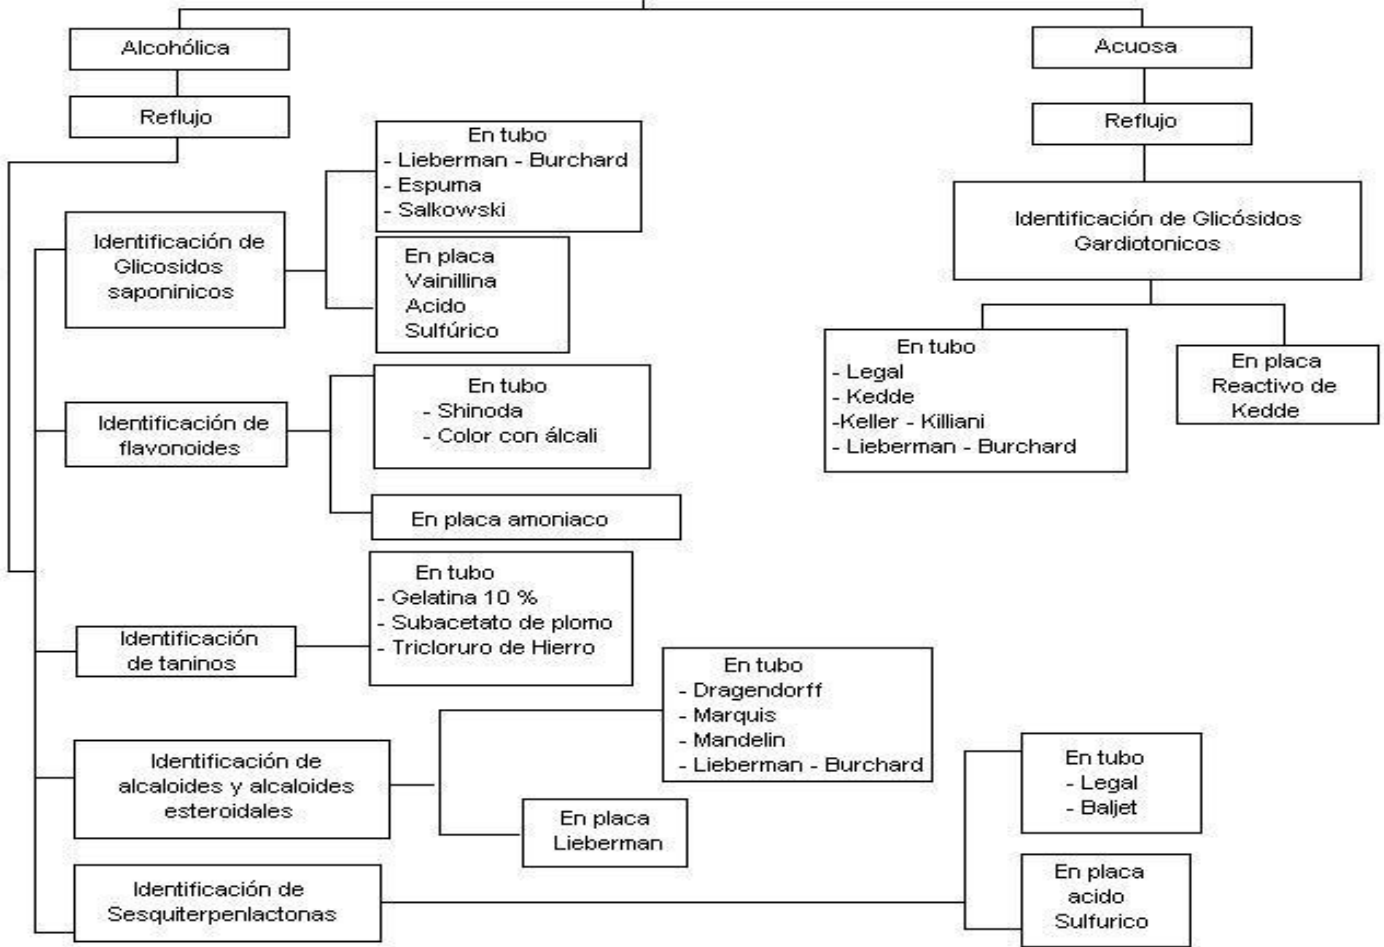 Alcohólica
Reflujo
Acuosa
Reflujo
En tubo
- Lieberman - Burchard
- Espuma
- Salkowski
Identificación de
Glicosidos
saponinicos
En placa
Vainillina
Acido
Sulfúrico
Identificación de Glicósidos
Gardiotonicos
En tubo
- Legal
- Kedde
-Keller - Killiani
- Lieberman - Burchard
En placa
Reactivo de
Kedde
Identificación de
flavonoides
En tubo
- Shinoda
- Color con álcali
En placa amoniaco
Identificación
de taninos
En tubo
- Gelatina 10 %
- Subacetato de plomo
- Tricloruro de Hierro
Identificación de
alcaloides y alcaloides
esteroidales
En tubo
- Dragendorff
- Marquis
- Mandelin
- Lieberman - Burchard
En placa
Lieberman
Identificación de
Sesquiterpenlactonas
En tubo
- Legal
- Baljet
En placa
acido
Sulfurico